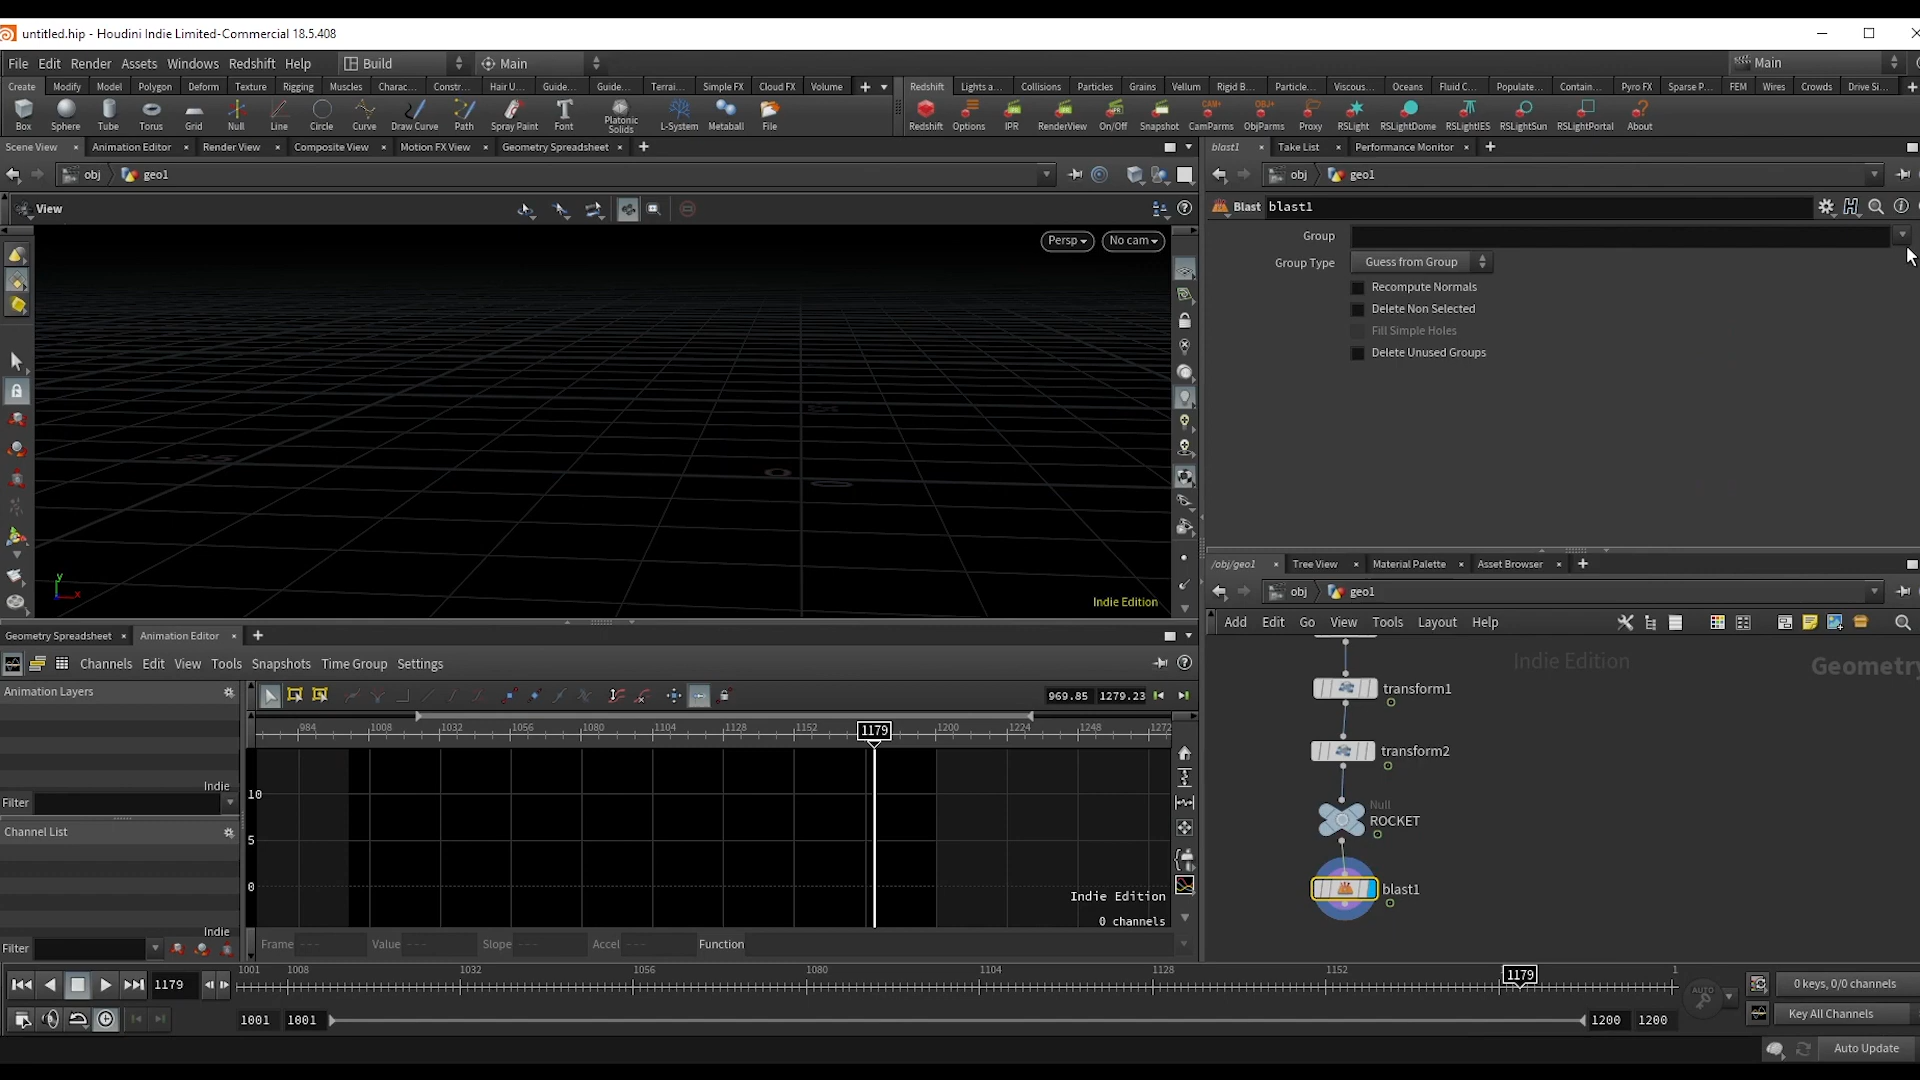 untitled.hip - Houdini Indie Limited-Commercial 18.5.408
File Edit Render Assets Windows Redshift Help Build Main Main
Create Modify Model Polygon Deform Texture Rigging Muscles Charac... Constr... Hair U... Guide... Guide... Terrai... Simple FX Cloud FX Volume Redshift Lights a... Collisions Particles Grains Vellum Rigid B... Particle... Viscous... Oceans Fluid C... Populate... Contain... Pyro FX Sparse P... FEM Wires Crowds Drive Si...
Box Sphere Tube Torus Grid Null Line Circle Curve Draw Curve Path Spray Paint Font Platonic Solids L-System Metaball File Redshift Options IPR RenderView On/Off Snapshot CamParms ObjParms Proxy RSLight RSLightDome RSLightIES RSLightSun RSLightPortal About
Scene View Animation Editor Render View Composite View Motion FX View Geometry Spreadsheet blast1 Take List Performance Monitor
obj geo1 obj geo1
View Blast blast1
Persp No cam
Group
Group Type Guess from Group
Recompute Normals
Delete Non Selected
Fill Simple Holes
Delete Unused Groups
Indie Edition
/obj/geo1 Tree View Material Palette Asset Browser
obj geo1
Add Edit Go View Tools Layout Help
Indie Edition Geometry
transform1
transform2
Null
ROCKET
blast1
Geometry Spreadsheet Animation Editor
Channels Edit View Tools Snapshots Time Group Settings
Animation Layers
969.85 1279.23
984 1008 1032 1056 1080 1104 1128 1152 1179 1200 1224 1248 1272
Indie
Filter
10
5
0
Channel List
Indie
Filter
Indie Edition
0 channels
Frame --- Value --- Slope --- Accel --- Function
1179
1001 1008 1032 1056 1080 1104 1128 1152 1179 1
0 keys, 0/0 channels
AUTO
1001 1001 1200 1200
Key All Channels
Auto Update